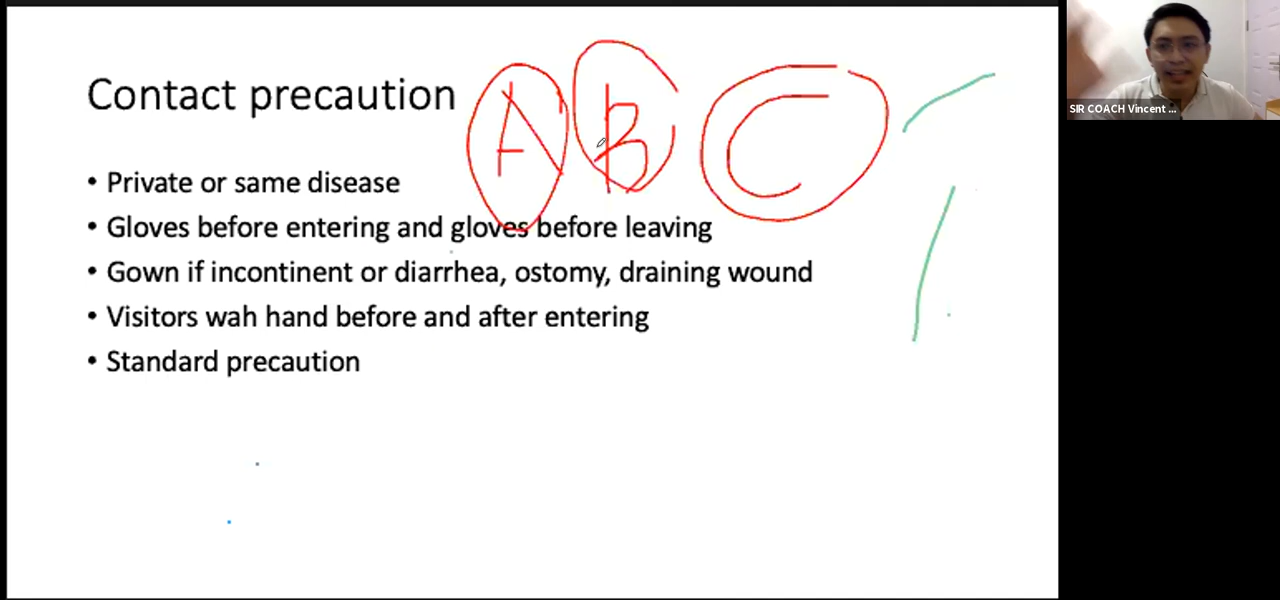 Contact precaution
A B C
• Private or same disease
• Gloves before entering and gloves before leaving
• Gown if incontinent or diarrhea, ostomy, draining wound
• Visitors wah hand before and after entering
• Standard precaution
SIR COACH Vincent ...